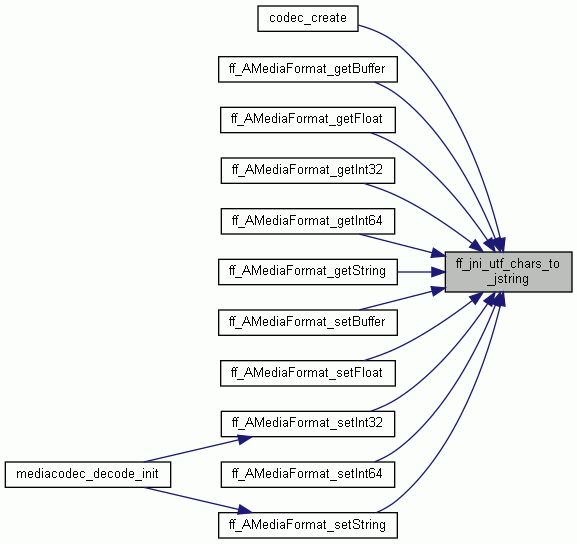 codec_create
ff_AMediaFormat_getBuffer
ff_AMediaFormat_getFloat
ff_AMediaFormat_getInt32
ff_AMediaFormat_getInt64
ff_jni_utf_chars_to
_jstring
ff_AMediaFormat_getString
ff_AMediaFormat_setBuffer
ff_AMediaFormat_setFloat
ff_AMediaFormat_setInt32
mediacodec_decode_init
ff_AMediaFormat_setInt64
ff_AMediaFormat_setString